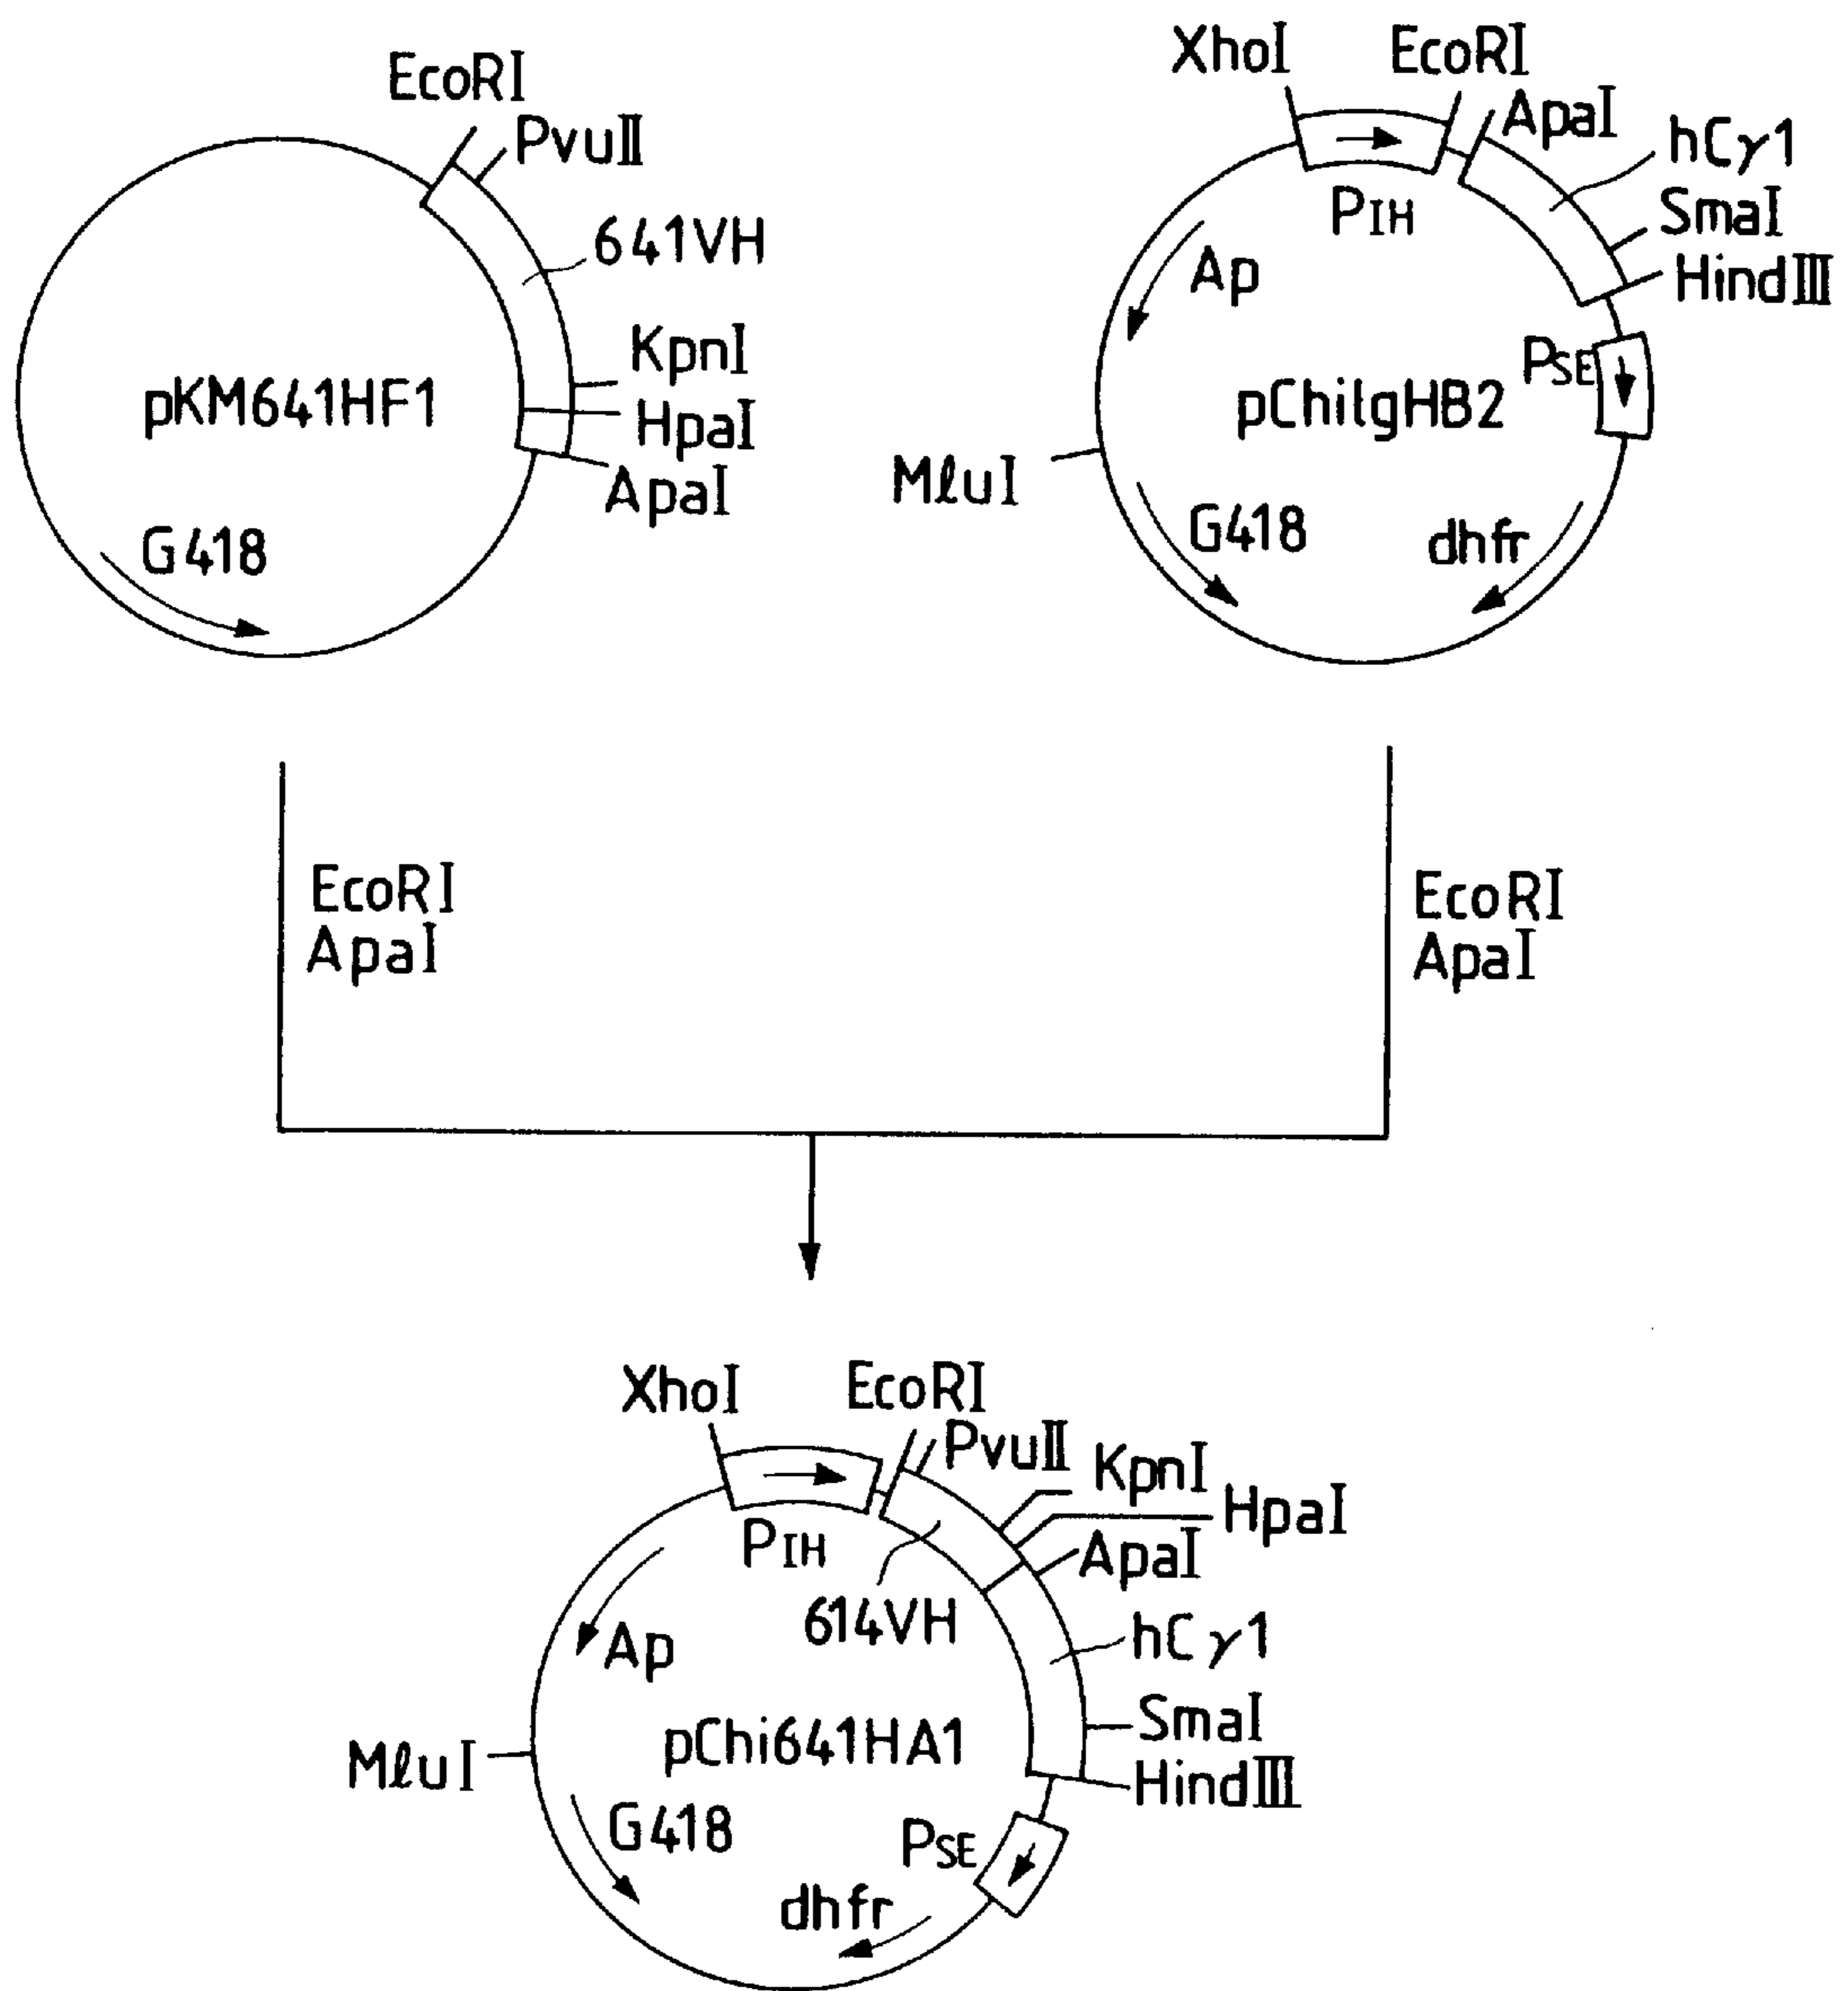 EcoRI
PvuII
641VH
KpnI
HpaI
ApaI
pKM641HF1
G418
XhoI
EcoRI
ApaI
hCγ1
SmaI
HindIII
PIH
Ap
PSE
pChiIgHB2
MluI
G418
dhfr
EcoRI
ApaI
EcoRI
ApaI
XhoI
EcoRI
PvuII
KpnI
HpaI
ApaI
PIH
614VH
hCγ1
Ap
SmaI
pChi641HA1
MluI
HindIII
G418
PSE
dhfr